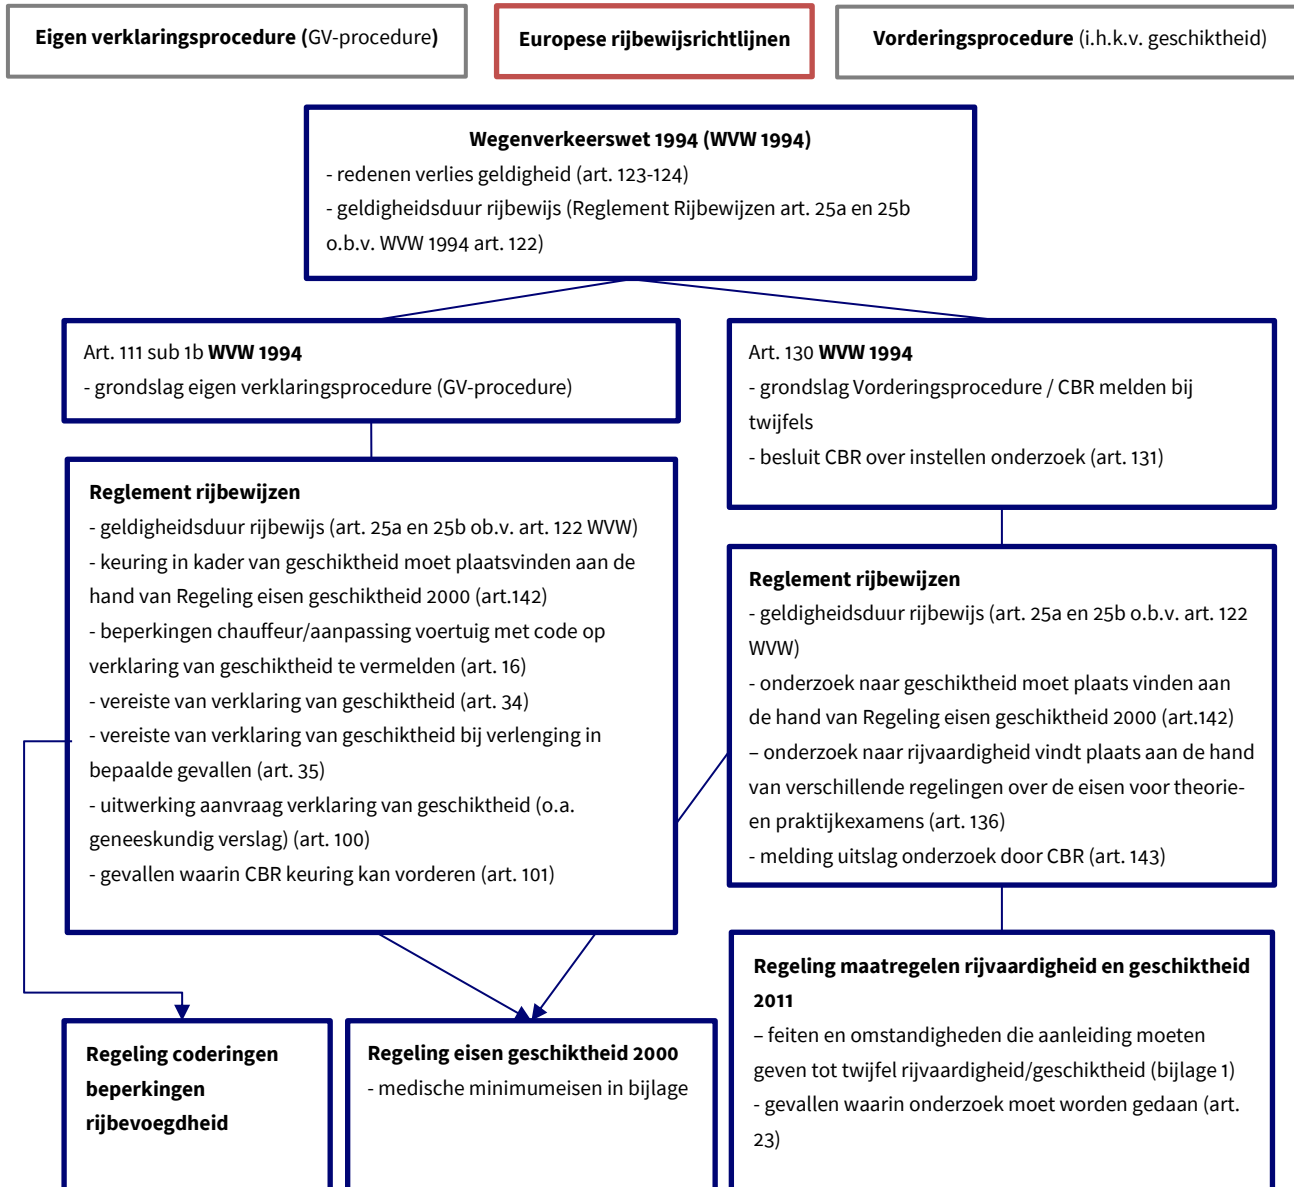 Eigen verklaringsprocedure (GV-procedure)
Europese rijbewijsrichtlijnen
Vorderingsprocedure (i.h.k.v. geschiktheid)
Wegenverkeerswet 1994 (WVW 1994)
- redenen verlies geldigheid (art. 123-124)
- geldigheidsduur rijbewijs (Reglement Rijbewijzen art. 25a en 25b
o.b.v. WVW 1994 art. 122)
Art. 111 sub 1b WVW 1994
- grondslag eigen verklaringsprocedure (GV-procedure)
Art. 130 WVW 1994
- grondslag Vorderingsprocedure / CBR melden bij
twijfels
- besluit CBR over instellen onderzoek (art. 131)
Reglement rijbewijzen
- geldigheidsduur rijbewijs (art. 25a en 25b ob.v. art. 122 WVW)
- keuring in kader van geschiktheid moet plaatsvinden aan de
hand van Regeling eisen geschiktheid 2000 (art.142)
- beperkingen chauffeur/aanpassing voertuig met code op
verklaring van geschiktheid te vermelden (art. 16)
- vereiste van verklaring van geschiktheid (art. 34)
- vereiste van verklaring van geschiktheid bij verlenging in
bepaalde gevallen (art. 35)
- uitwerking aanvraag verklaring van geschiktheid (o.a.
geneeskundig verslag) (art. 100)
- gevallen waarin CBR keuring kan vorderen (art. 101)
Reglement rijbewijzen
- geldigheidsduur rijbewijs (art. 25a en 25b o.b.v. art. 122
WVW)
- onderzoek naar geschiktheid moet plaats vinden aan
de hand van Regeling eisen geschiktheid 2000 (art.142)
– onderzoek naar rijvaardigheid vindt plaats aan de hand
van verschillende regelingen over de eisen voor theorie-
en praktijkexamens (art. 136)
- melding uitslag onderzoek door CBR (art. 143)
Regeling coderingen
beperkingen
rijbevoegdheid
Regeling eisen geschiktheid 2000
- medische minimumeisen in bijlage
Regeling maatregelen rijvaardigheid en geschiktheid
2011
– feiten en omstandigheden die aanleiding moeten
geven tot twijfel rijvaardigheid/geschiktheid (bijlage 1)
- gevallen waarin onderzoek moet worden gedaan (art.
23)